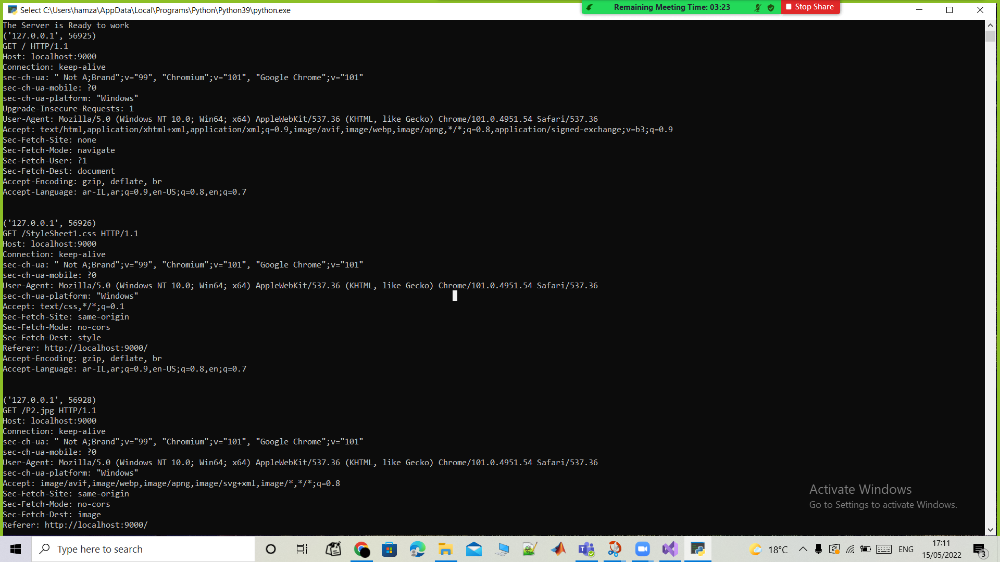 Select C:\Users\hamza\AppData\Local\Programs\Python\Python39\python.exe
Remaining Meeting Time: 03:23
Stop Share
The Server is Ready to work
('127.0.0.1', 56925)
GET / HTTP/1.1
Host: localhost:9000
Connection: keep-alive
sec-ch-ua: " Not A;Brand";v="99", "Chromium";v="101", "Google Chrome";v="101"
sec-ch-ua-mobile: ?0
sec-ch-ua-platform: "Windows"
Upgrade-Insecure-Requests: 1
User-Agent: Mozilla/5.0 (Windows NT 10.0; Win64; x64) AppleWebKit/537.36 (KHTML, like Gecko) Chrome/101.0.4951.54 Safari/537.36
Accept: text/html,application/xhtml+xml,application/xml;q=0.9,image/avif,image/webp,image/apng,*/*;q=0.8,application/signed-exchange;v=b3;q=0.9
Sec-Fetch-Site: none
Sec-Fetch-Mode: navigate
Sec-Fetch-User: ?1
Sec-Fetch-Dest: document
Accept-Encoding: gzip, deflate, br
Accept-Language: ar-IL,ar;q=0.9,en-US;q=0.8,en;q=0.7
('127.0.0.1', 56926)
GET /StyleSheet1.css HTTP/1.1
Host: localhost:9000
Connection: keep-alive
sec-ch-ua: " Not A;Brand";v="99", "Chromium";v="101", "Google Chrome";v="101"
sec-ch-ua-mobile: ?0
User-Agent: Mozilla/5.0 (Windows NT 10.0; Win64; x64) AppleWebKit/537.36 (KHTML, like Gecko) Chrome/101.0.4951.54 Safari/537.36
sec-ch-ua-platform: "Windows"
Accept: text/css,*/*;q=0.1
Sec-Fetch-Site: same-origin
Sec-Fetch-Mode: no-cors
Sec-Fetch-Dest: style
Referer: http://localhost:9000/
Accept-Encoding: gzip, deflate, br
Accept-Language: ar-IL,ar;q=0.9,en-US;q=0.8,en;q=0.7
('127.0.0.1', 56928)
GET /P2.jpg HTTP/1.1
Host: localhost:9000
Connection: keep-alive
sec-ch-ua: " Not A;Brand";v="99", "Chromium";v="101", "Google Chrome";v="101"
sec-ch-ua-mobile: ?0
User-Agent: Mozilla/5.0 (Windows NT 10.0; Win64; x64) AppleWebKit/537.36 (KHTML, like Gecko) Chrome/101.0.4951.54 Safari/537.36
sec-ch-ua-platform: "Windows"
Accept: image/avif,image/webp,image/apng,image/svg+xml,image/*,*/*;q=0.8
Sec-Fetch-Site: same-origin
Sec-Fetch-Mode: no-cors
Sec-Fetch-Dest: image
Referer: http://localhost:9000/
Activate Windows
Go to Settings to activate Windows.
Type here to search
18°C
ENG
17:11
15/05/2022
3